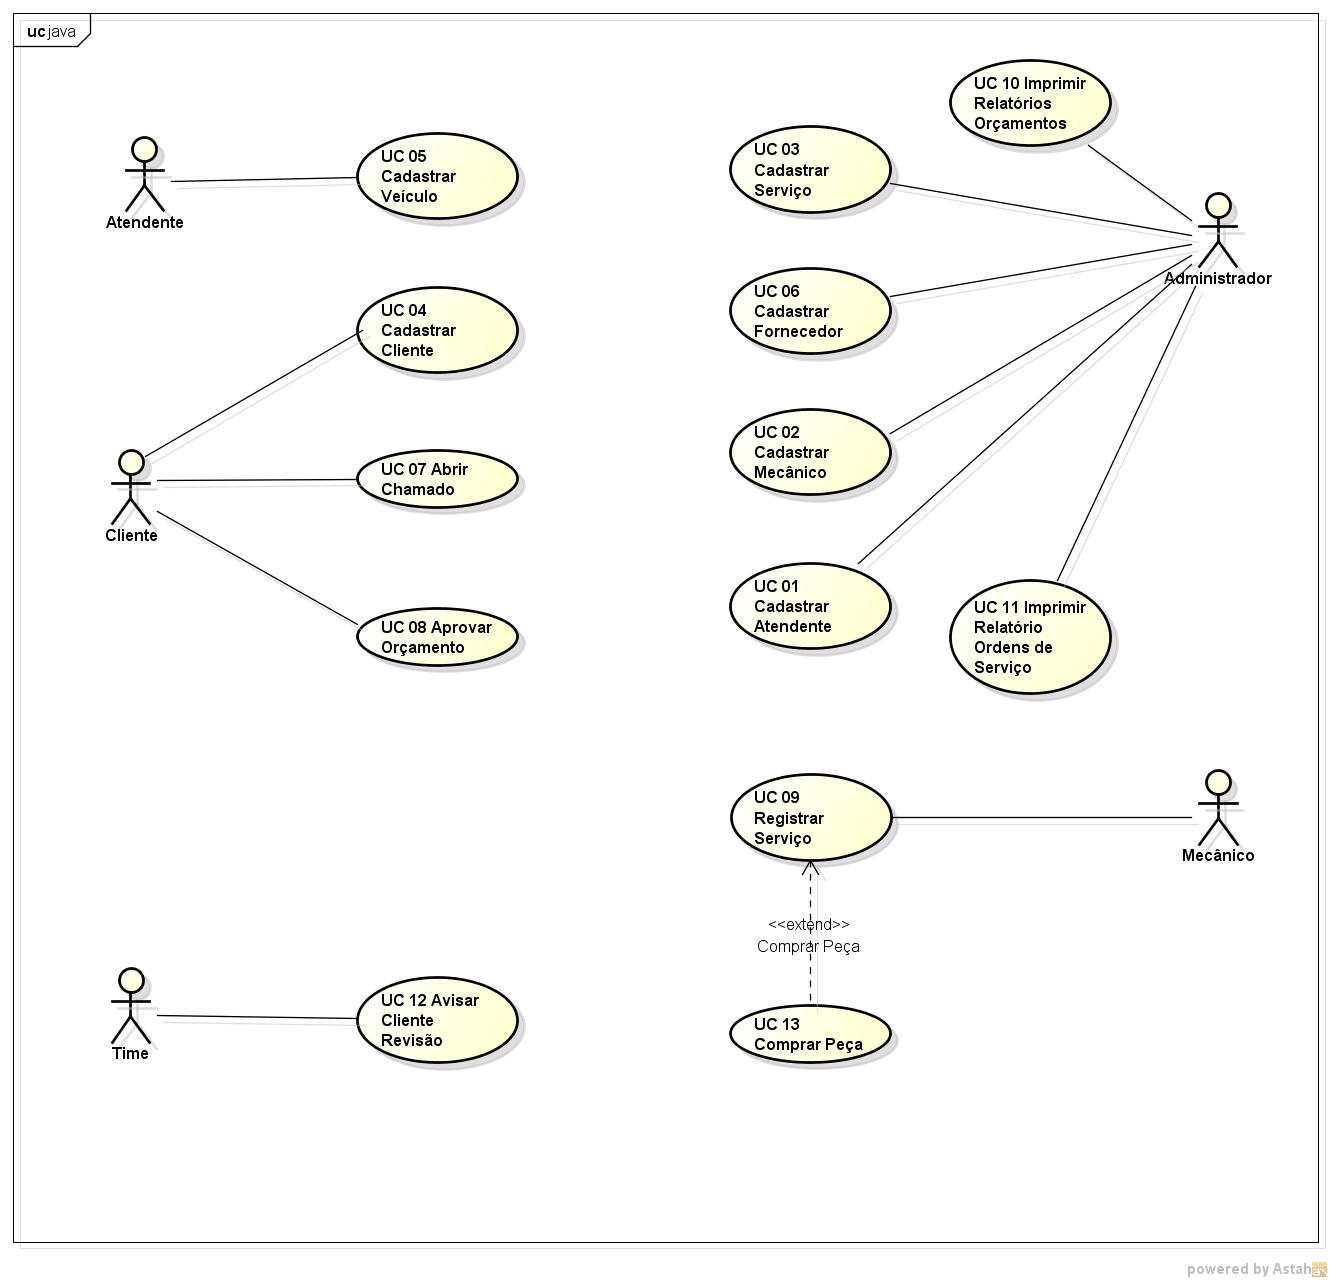 uc java
UC 10 Imprimir
Relatórios
Orçamentos
UC 05
Cadastrar
Veículo
Atendente
UC 03
Cadastrar
Serviço
Administrador
UC 04
Cadastrar
Cliente
UC 06
Cadastrar
Fornecedor
UC 02
Cadastrar
Mecânico
UC 07 Abrir
Chamado
Cliente
UC 08 Aprovar
Orçamento
UC 01
Cadastrar
Atendente
UC 11 Imprimir
Relatório
Ordens de
Serviço
UC 09
Registrar
Serviço
Mecânico
<<extend>>
Comprar Peça
UC 12 Avisar
Cliente
Revisão
Time
UC 13
Comprar Peça
powered by Astah